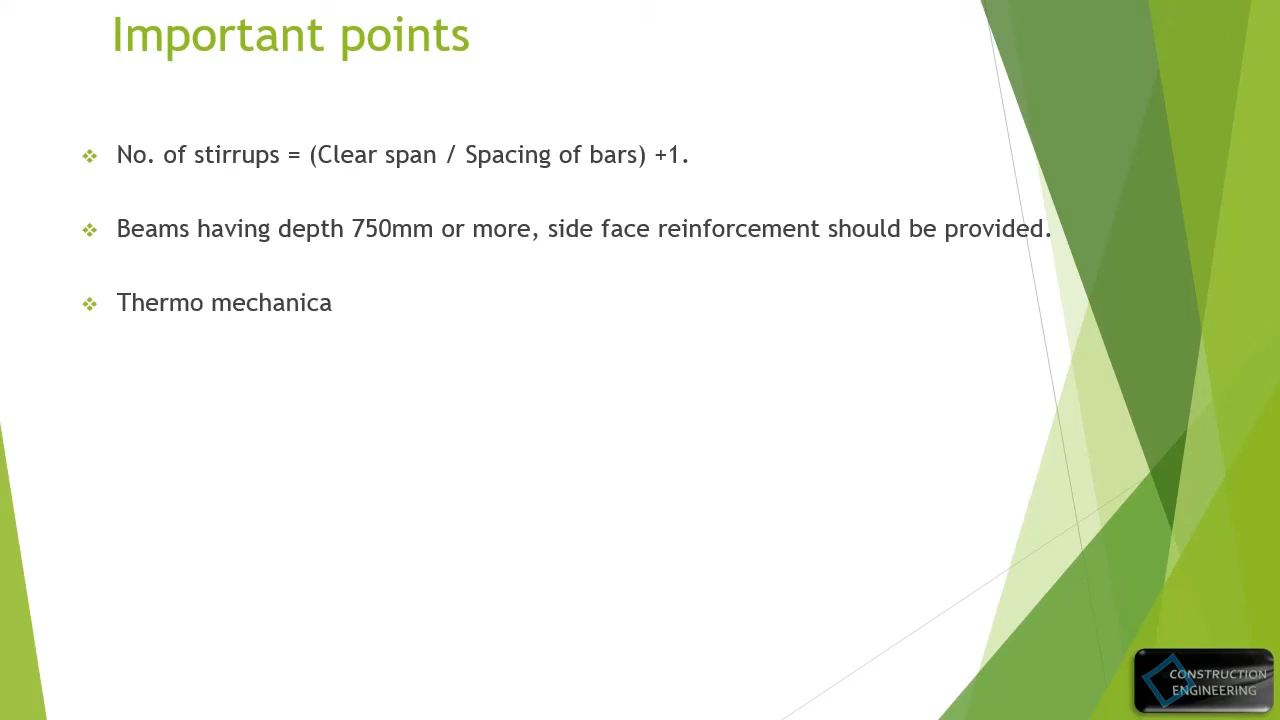 Important points
No. of stirrups = (Clear span / Spacing of bars) +1.
Beams having depth 750mm or more, side face reinforcement should be provided.
Thermo mechanica
CONSTRUCTION
ENGINEERING